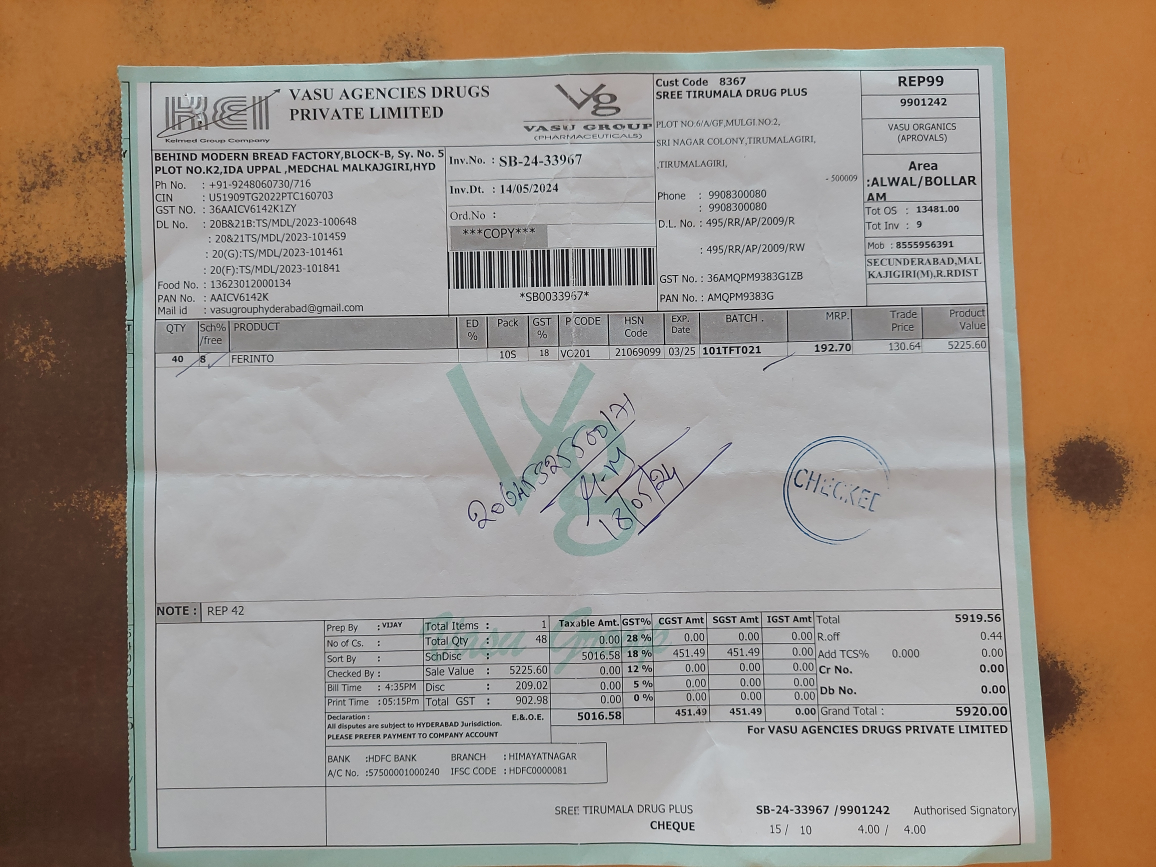 KEI
Kelmed Group Company
VASU AGENCIES DRUGS
PRIVATE LIMITED
Vg
VASU GROUP
(PHARMACEUTICALS)
BEHIND MODERN BREAD FACTORY,BLOCK-B, Sy. No. 5
PLOT NO.K2,IDA UPPAL ,MEDCHAL MALKAJGIRI,HYD
Ph No. : +91-9248060730/716
CIN : U51909TG2022PTC160703
GST NO. : 36AAICV6142K1ZY
DL No. : 20B&21B:TS/MDL/2023-100648
: 20&21TS/MDL/2023-101459
: 20(G):TS/MDL/2023-101461
: 20(F):TS/MDL/2023-101841
Food No. : 13623012000134
PAN No. : AAICV6142K
Mail id : vasugrouphyderabad@gmail.com
Inv.No. : SB-24-33967
Inv.Dt. : 14/05/2024
Ord.No :
***COPY***
*SB0033967*
Cust Code 8367
SREE TIRUMALA DRUG PLUS
PLOT NO:6/A/GF,MULGI NO:2,
SRI NAGAR COLONY,TIRUMALAGIRI,
,TIRUMALAGIRI,
- 500009
Phone : 9908300080
: 9908300080
D.L. No. : 495/RR/AP/2009/R
: 495/RR/AP/2009/RW
GST No. : 36AMQPM9383G1ZB
PAN No. : AMQPM9383G
REP99
9901242
VASU ORGANICS
(APPROVALS)
Area
:ALWAL/BOLLAR
AM
Tot OS : 13481.00
Tot Inv : 9
Mob : 8555956391
SECUNDERABAD,MAL
KAJIGIRI(M),R.RDIST
QTY Sch% /free PRODUCT ED % Pack GST % P CODE HSN Code EXP. Date BATCH . MRP. Trade Price Product Value
40 8 FERINTO 10S 18 VO201 21069099 03/25 101TFT021 192.70 130.64 5225.60
18/05/24
CHECKED
NOTE : REP 42
Prep By : VIJAY Total Items : 1 Taxable Amt. GST% CGST Amt SGST Amt IGST Amt Total 5919.56
No of Cs. : Total Qty : 48 0.00 28 % 0.00 0.00 0.00 R.off 0.44
Sort By : SchDisc : 5016.58 18 % 451.49 451.49 0.00 Add TCS% 0.000 0.00
Checked By : Sale Value : 5225.60 0.00 12 % 0.00 0.00 0.00 Cr No. 0.00
Bill Time : 4:35PM Disc : 209.02 0.00 5 % 0.00 0.00 0.00 Db No. 0.00
Print Time :05:15Pm Total GST : 902.98 0.00 0 % 0.00 0.00 0.00
Declaration : E.&O.E. 5016.58 451.49 451.49 0.00 Grand Total : 5920.00
All disputes are subject to HYDERABAD Jurisdiction.
PLEASE PREFER PAYMENT TO COMPANY ACCOUNT
For VASU AGENCIES DRUGS PRIVATE LIMITED
BANK :HDFC BANK BRANCH : HIMAYATNAGAR
A/C No. :57500001000240 IFSC CODE : HDFC0000081
SREE TIRUMALA DRUG PLUS SB-24-33967 /9901242 Authorised Signatory
CHEQUE 15 / 10 4.00 / 4.00